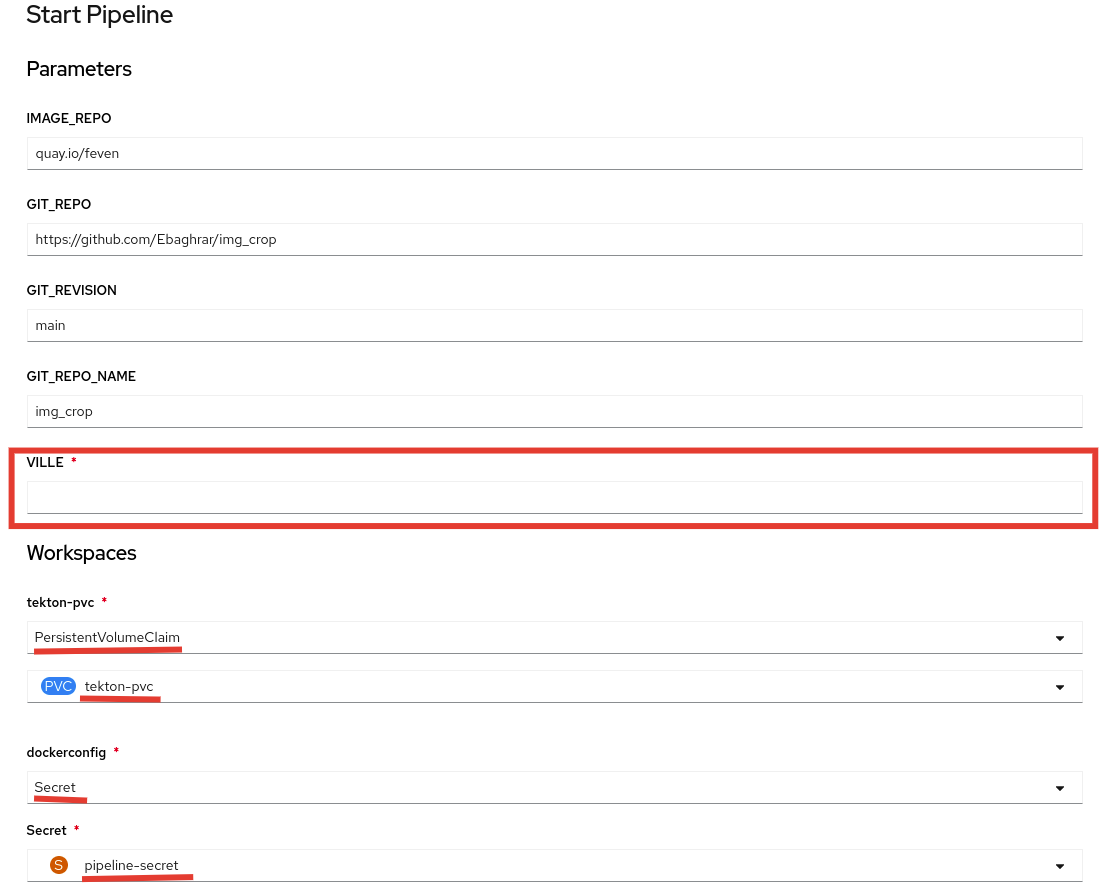 Start Pipeline
Parameters
IMAGE_REPO
quay.io/feven
GIT_REPO
https://github.com/Ebaghrar/img_crop
GIT_REVISION
main
GIT_REPO_NAME
img_crop
VILLE *
Workspaces
tekton-pvc *
PersistentVolumeClaim
PVC tekton-pvc
dockerconfig *
Secret
Secret *
S pipeline-secret